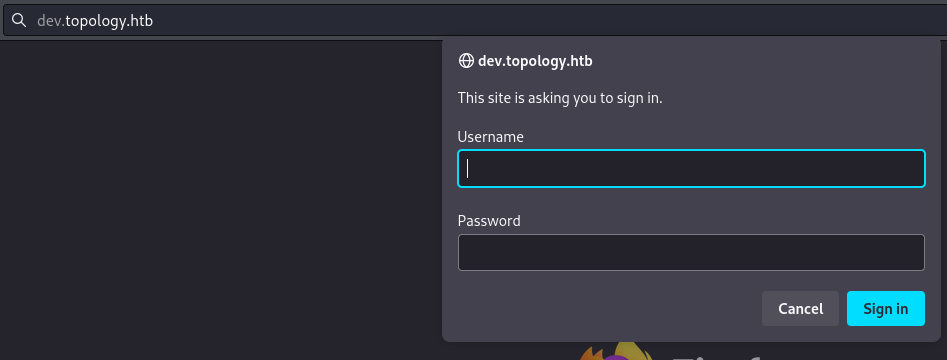 dev.topology.htb
dev.topology.htb
This site is asking you to sign in.
Username
Password
Cancel
Sign in